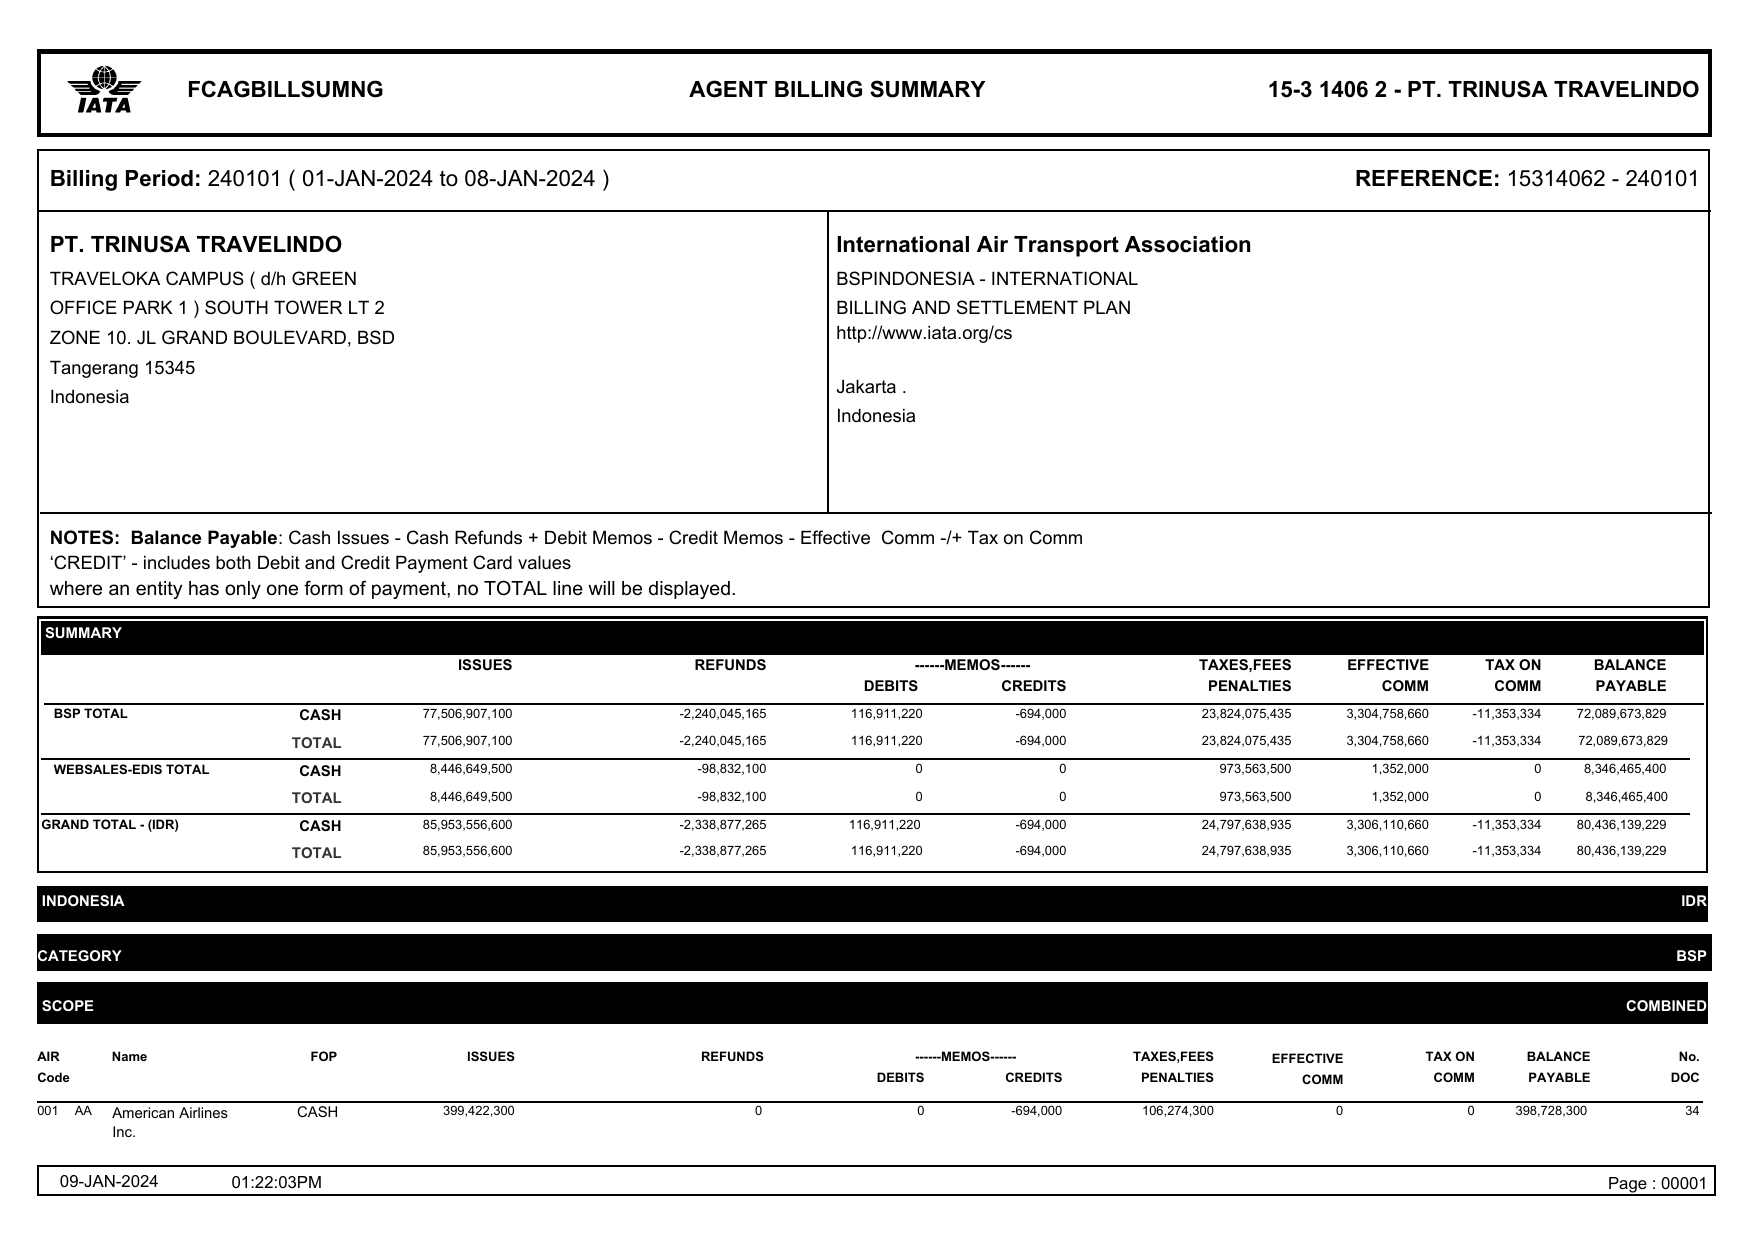 IATA
FCAGBILLSUMNG AGENT BILLING SUMMARY 15-3 1406 2 - PT. TRINUSA TRAVELINDO
Billing Period: 240101 ( 01-JAN-2024 to 08-JAN-2024 ) REFERENCE: 15314062 - 240101
PT. TRINUSA TRAVELINDO
TRAVELOKA CAMPUS ( d/h GREEN
OFFICE PARK 1 ) SOUTH TOWER LT 2
ZONE 10. JL GRAND BOULEVARD, BSD
Tangerang 15345
Indonesia
International Air Transport Association
BSPINDONESIA - INTERNATIONAL
BILLING AND SETTLEMENT PLAN
http://www.iata.org/cs
Jakarta .
Indonesia
NOTES: Balance Payable: Cash Issues - Cash Refunds + Debit Memos - Credit Memos - Effective Comm -/+ Tax on Comm
‘CREDIT’ - includes both Debit and Credit Payment Card values
where an entity has only one form of payment, no TOTAL line will be displayed.
SUMMARY
ISSUES REFUNDS ------MEMOS------ TAXES,FEES EFFECTIVE TAX ON BALANCE
DEBITS CREDITS PENALTIES COMM COMM PAYABLE
BSP TOTAL CASH 77,506,907,100 -2,240,045,165 116,911,220 -694,000 23,824,075,435 3,304,758,660 -11,353,334 72,089,673,829
TOTAL 77,506,907,100 -2,240,045,165 116,911,220 -694,000 23,824,075,435 3,304,758,660 -11,353,334 72,089,673,829
WEBSALES-EDIS TOTAL CASH 8,446,649,500 -98,832,100 0 0 973,563,500 1,352,000 0 8,346,465,400
TOTAL 8,446,649,500 -98,832,100 0 0 973,563,500 1,352,000 0 8,346,465,400
GRAND TOTAL - (IDR) CASH 85,953,556,600 -2,338,877,265 116,911,220 -694,000 24,797,638,935 3,306,110,660 -11,353,334 80,436,139,229
TOTAL 85,953,556,600 -2,338,877,265 116,911,220 -694,000 24,797,638,935 3,306,110,660 -11,353,334 80,436,139,229
INDONESIA IDR
CATEGORY BSP
SCOPE COMBINED
AIR Name FOP ISSUES REFUNDS ------MEMOS------ TAXES,FEES EFFECTIVE TAX ON BALANCE No.
Code DEBITS CREDITS PENALTIES COMM COMM PAYABLE DOC
001 AA American Airlines CASH 399,422,300 0 0 -694,000 106,274,300 0 0 398,728,300 34
Inc.
09-JAN-2024 01:22:03PM Page : 00001